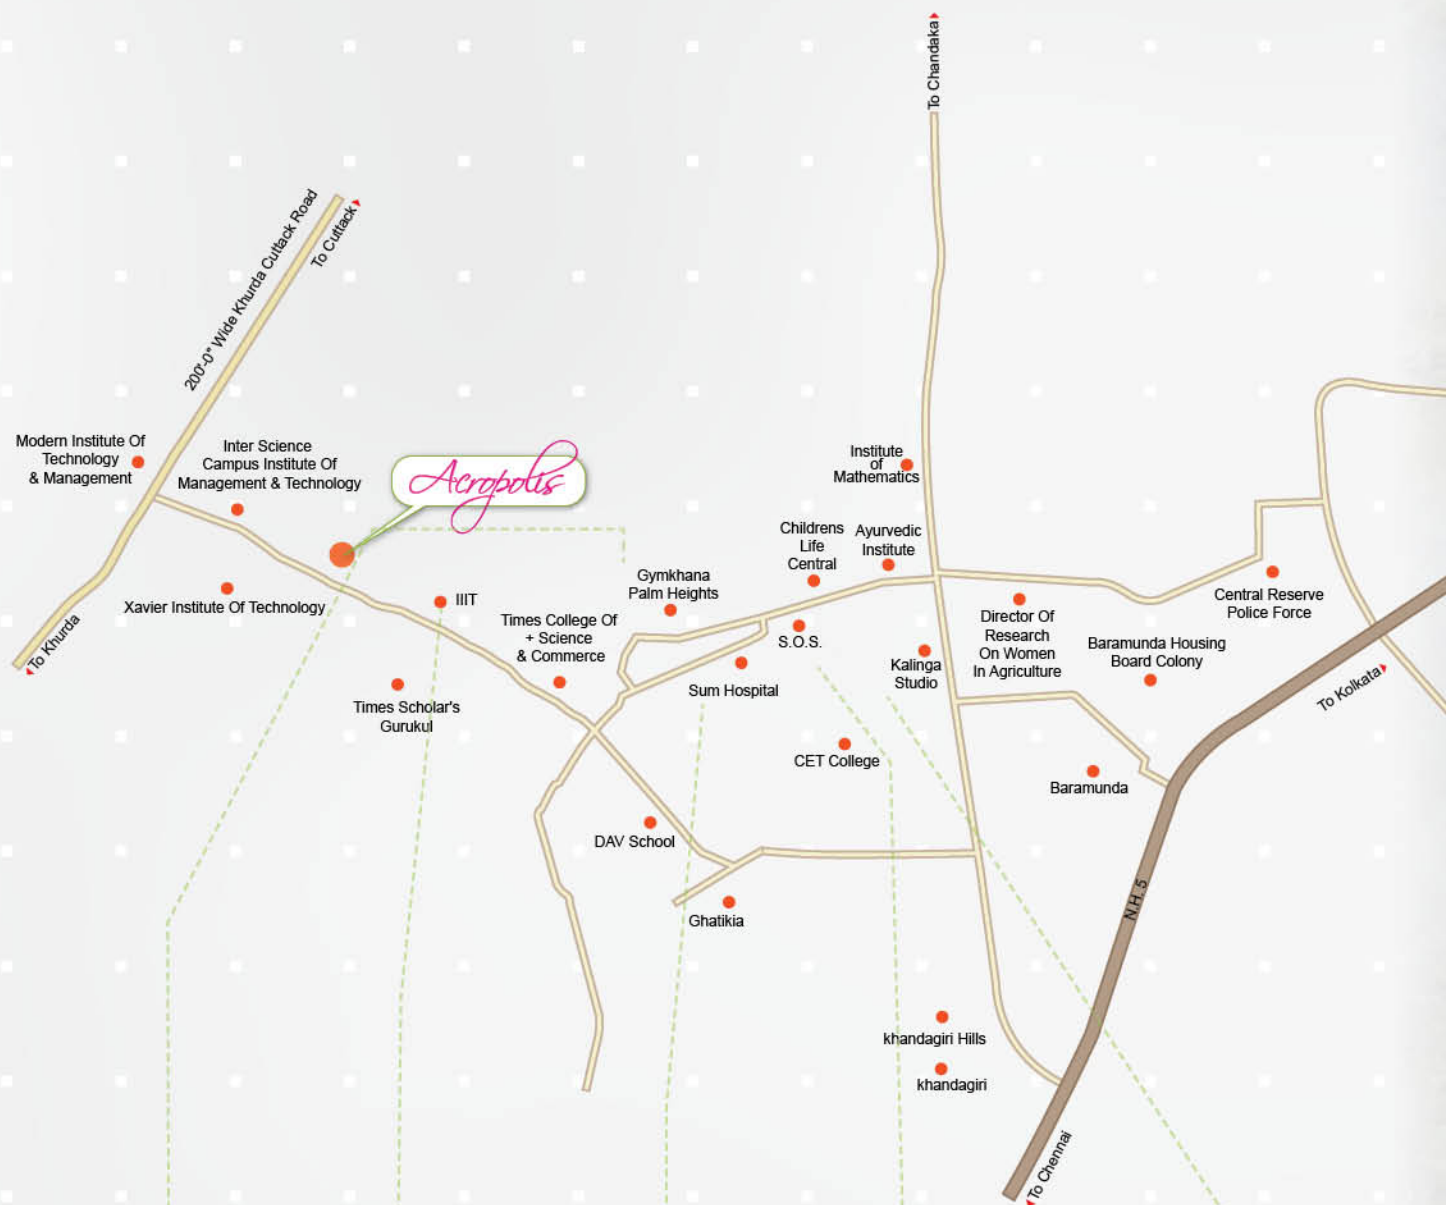 To Chandaka
200'-0" Wide Khurda Cuttack Road
To Cuttack
Modern Institute Of
Technology
& Management
Inter Science
Campus Institute Of
Management & Technology
Acropolis
Institute
of
Mathematics
Childrens
Life
Central
Ayurvedic
Institute
Gymkhana
Palm Heights
Central Reserve
Police Force
Xavier Institute Of Technology
IIIT
Times College Of
+ Science
& Commerce
S.O.S.
Director Of
Research
On Women
In Agriculture
Baramunda Housing
Board Colony
To Khurda
Kalinga
Studio
Sum Hospital
To Kolkata
Times Scholar's
Gurukul
CET College
Baramunda
DAV School
N.H. 5
Ghatikia
khandagiri Hills
khandagiri
To Chennai